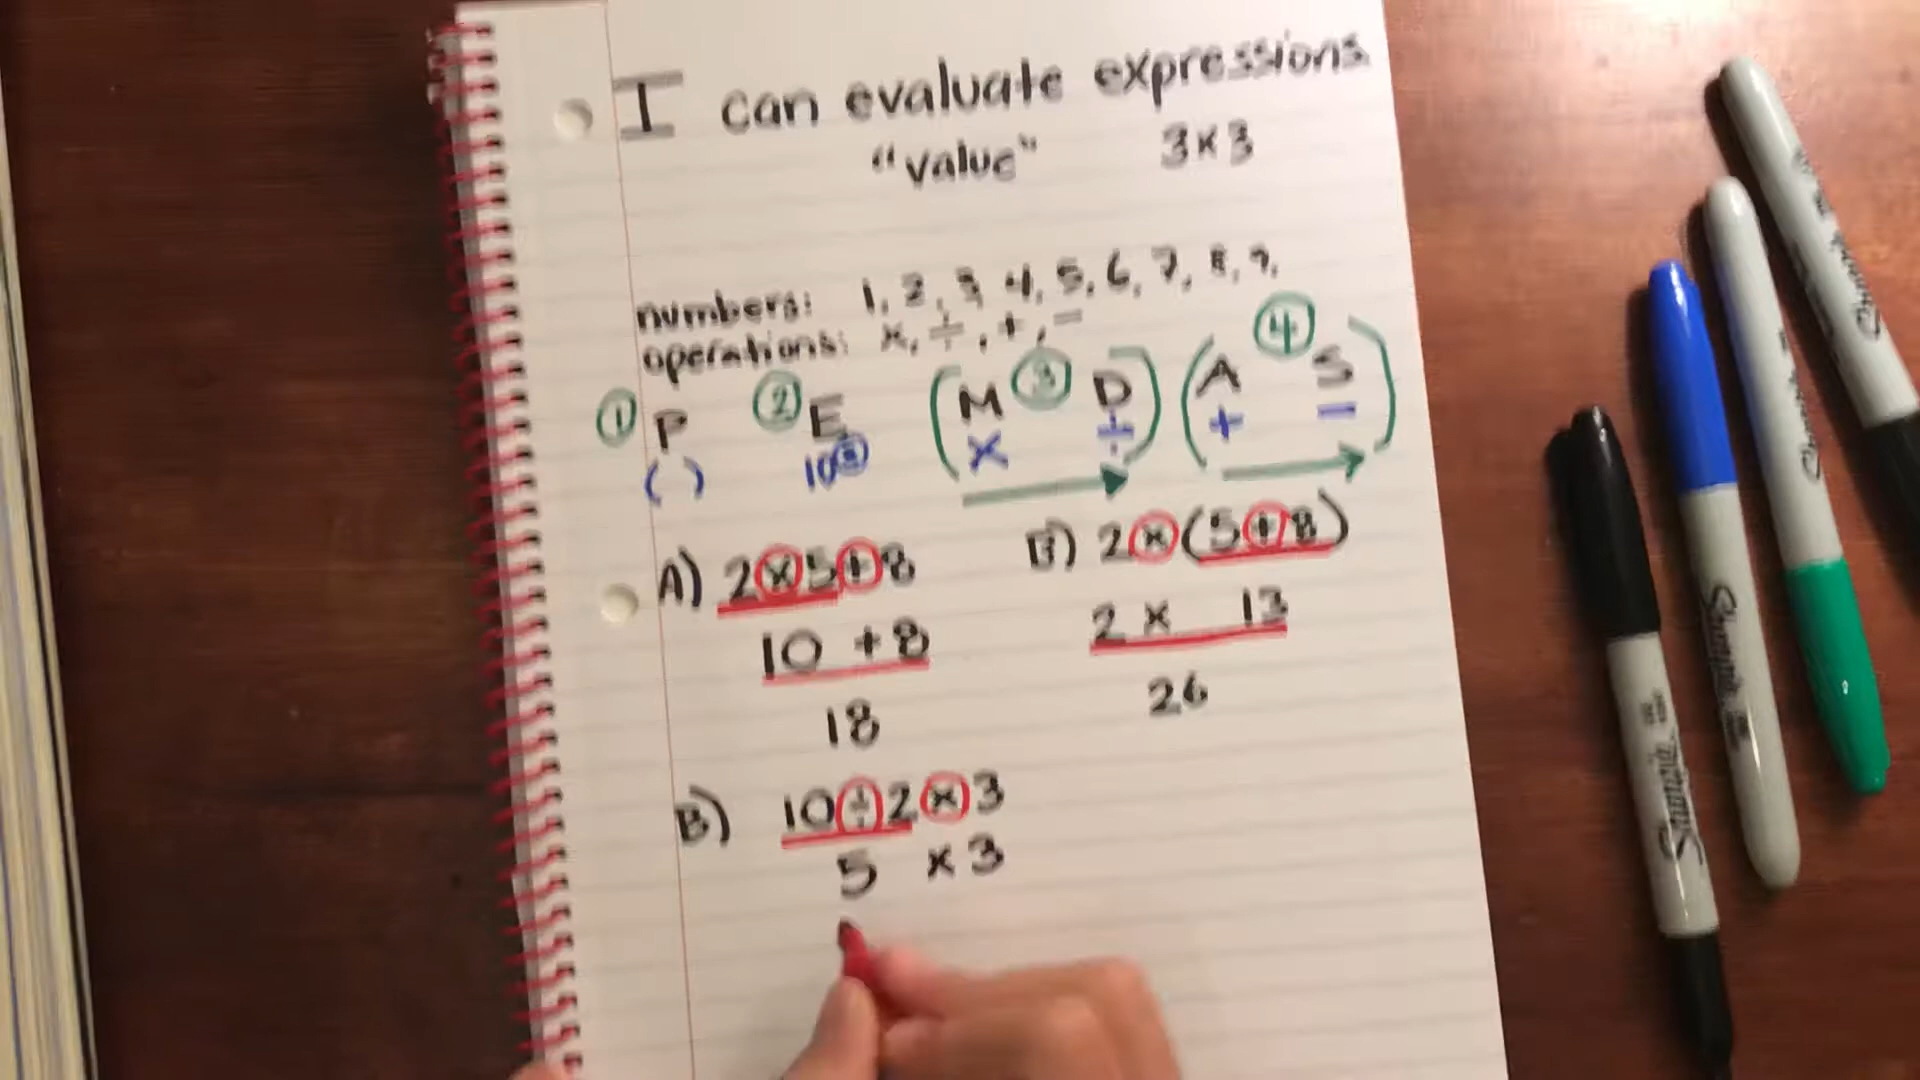 I can evaluate expressions
"value" 3×3
numbers: 1, 2, 3, 4, 5, 6, 7, 8, 9,
operations: ×, ÷, +, −
① P ② E (M ③ D) (A ④ S)
( ) 10³ × ÷ + −
A) 2×5+8
10 +8
18
B) 2×(5+8)
2 × 13
26
B) 10÷2×3
5 ×3
Sharpie
Sharpie
Sharpie
Sharpie